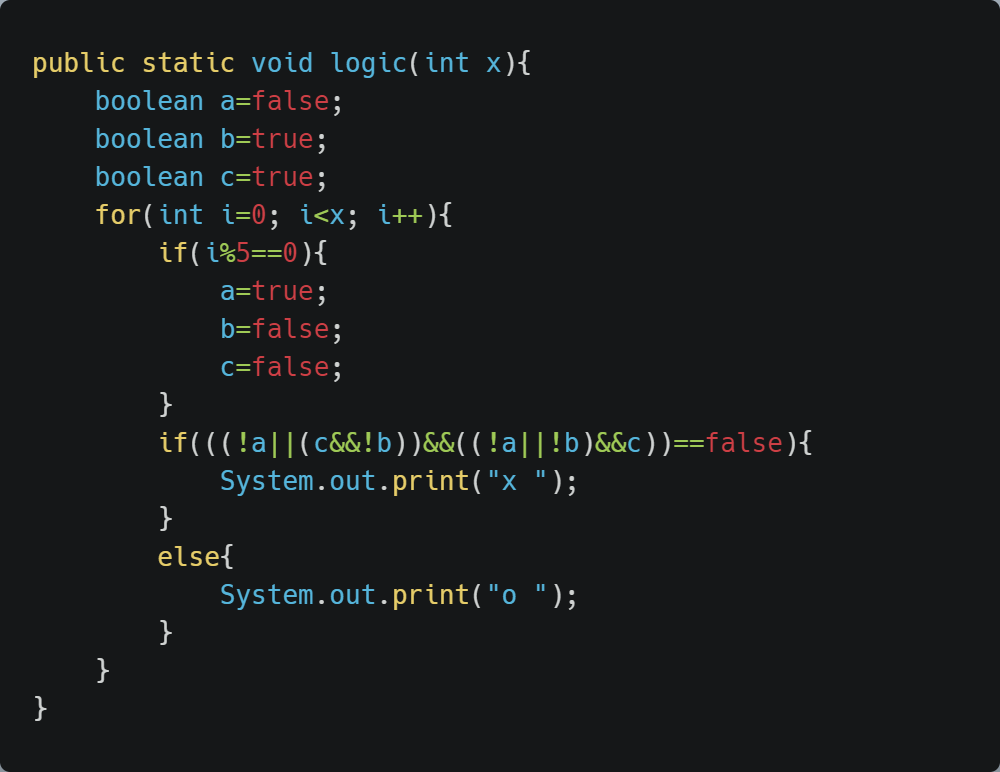 public static void logic(int x){
    boolean a=false;
    boolean b=true;
    boolean c=true;
    for(int i=0; i<x; i++){
        if(i%5==0){
            a=true;
            b=false;
            c=false;
        }
        if(((!a||(c&&!b))&&((!a||!b)&&c))==false){
            System.out.print("x ");
        }
        else{
            System.out.print("o ");
        }
    }
}